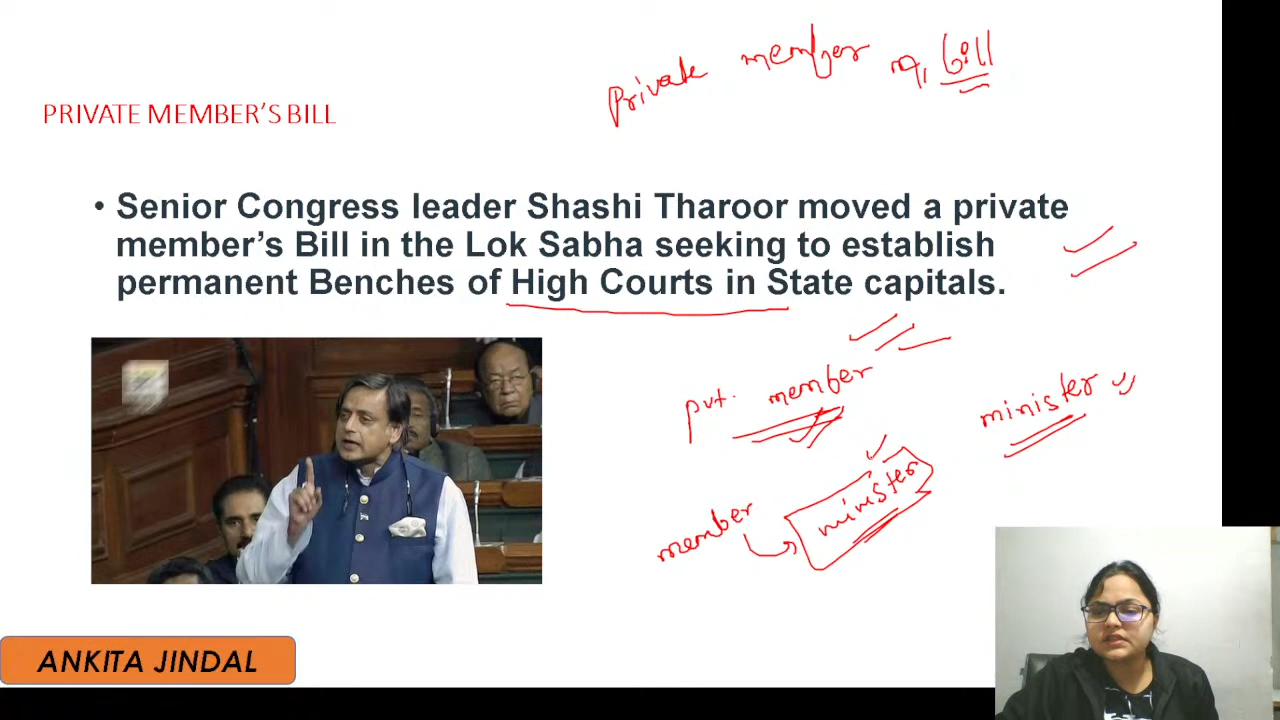 private member m, bill
PRIVATE MEMBER'S BILL
• Senior Congress leader Shashi Tharoor moved a private
member's Bill in the Lok Sabha seeking to establish
permanent Benches of High Courts in State capitals.
pvt. member
minister
member minister
ANKITA JINDAL